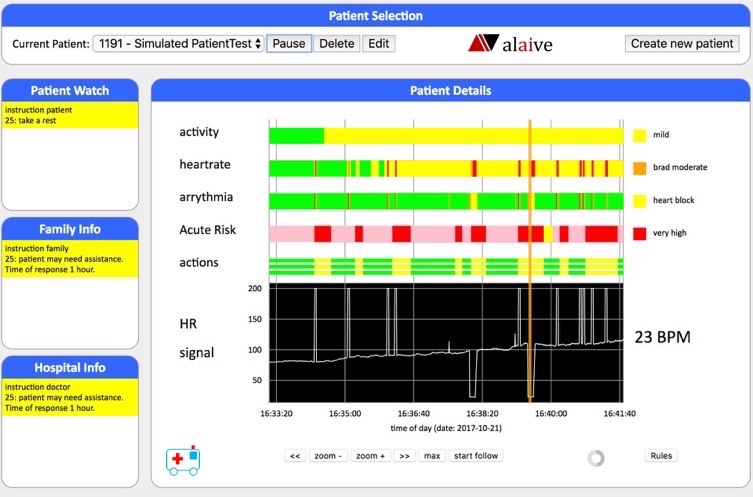 Patient Selection
Current Patient: 1191 - Simulated PatientTest Pause Delete Edit alaive Create new patient
Patient Watch
instruction patient
25: take a rest
Family Info
instruction family
25: patient may need assistance.
Time of response 1 hour.
Hospital Info
instruction doctor
25: patient may need assistance.
Time of response 1 hour.
Patient Details
activity mild
heartrate brad moderate
arrythmia heart block
Acute Risk very high
actions
HR
signal
200
150
100
50
23 BPM
16:33:20 16:35:00 16:36:40 16:38:20 16:40:00 16:41:40
time of day (date: 2017-10-21)
<< zoom - zoom + >> max start follow Rules